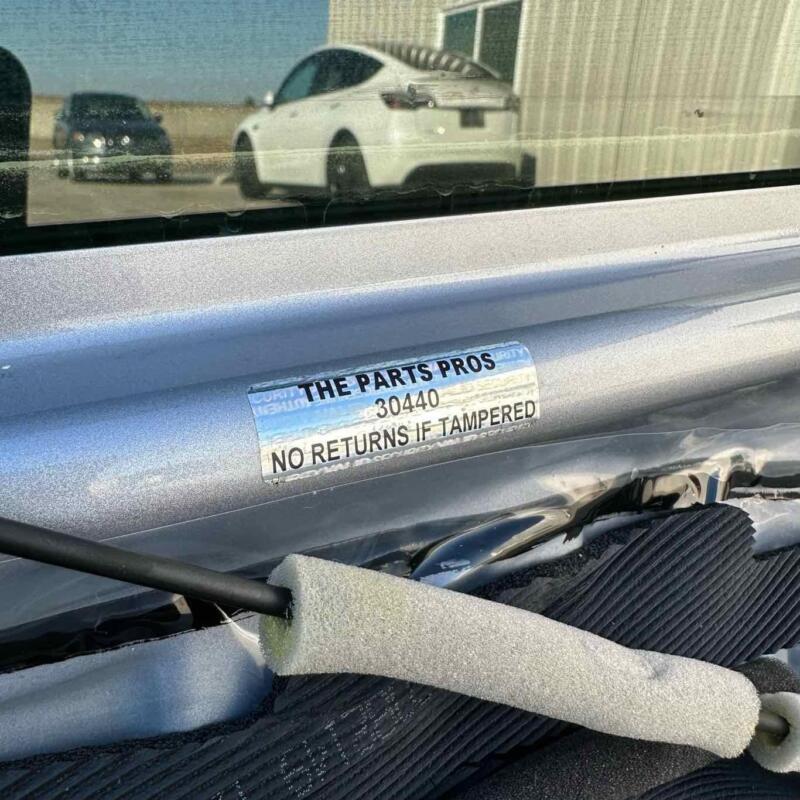 THE PARTS PROS
30440
NO RETURNS IF TAMPERED